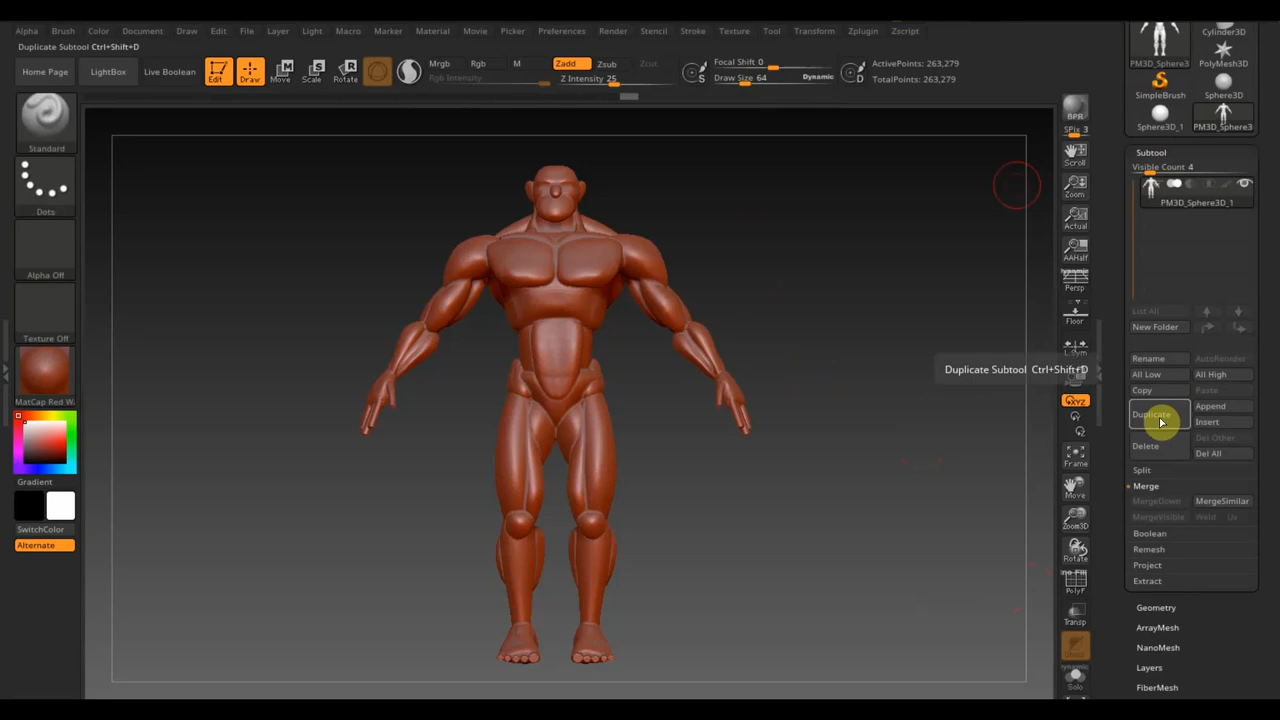 Alpha Brush Color Document Draw Edit File Layer Light Macro Marker Material Movie Picker Preferences Render Stencil Stroke Texture Tool Transform Zplugin Zscript
Duplicate Subtool Ctrl+Shift+D
Home Page LightBox Live Boolean Edit Draw Move Scale Rotate Mrgb Rgb M Zadd Zsub Zcut Focal Shift 0 ActivePoints: 263,279
Rgb Intensity Z Intensity 25 S Draw Size 64 Dynamic D TotalPoints: 263,279
Standard
Dots
Alpha Off
Texture Off
MatCap Red Wa
Gradient
SwitchColor
Alternate
BPR
SPix 3
Scroll
Zoom
Actual
AAHalf
Dynamic
Persp
Floor
L.Sym
Duplicate Subtool Ctrl+Shift+D
XYZ
Frame
Move
Zoom3D
Rotate
PolyF
Transp
Dynamic
Solo
Cylinder3D
PM3D_Sphere3 PolyMesh3D
SimpleBrush Sphere3D
Sphere3D_1 PM3D_Sphere3
Subtool
Visible Count 4
PM3D_Sphere3D_1
List All
New Folder
Rename AutoReorder
All Low All High
Copy Paste
Duplicate Append
Insert
Delete Del Other
Del All
Split
Merge
MergeDown MergeSimilar
MergeVisible Weld Uv
Boolean
Remesh
Project
Extract
Geometry
ArrayMesh
NanoMesh
Layers
FiberMesh